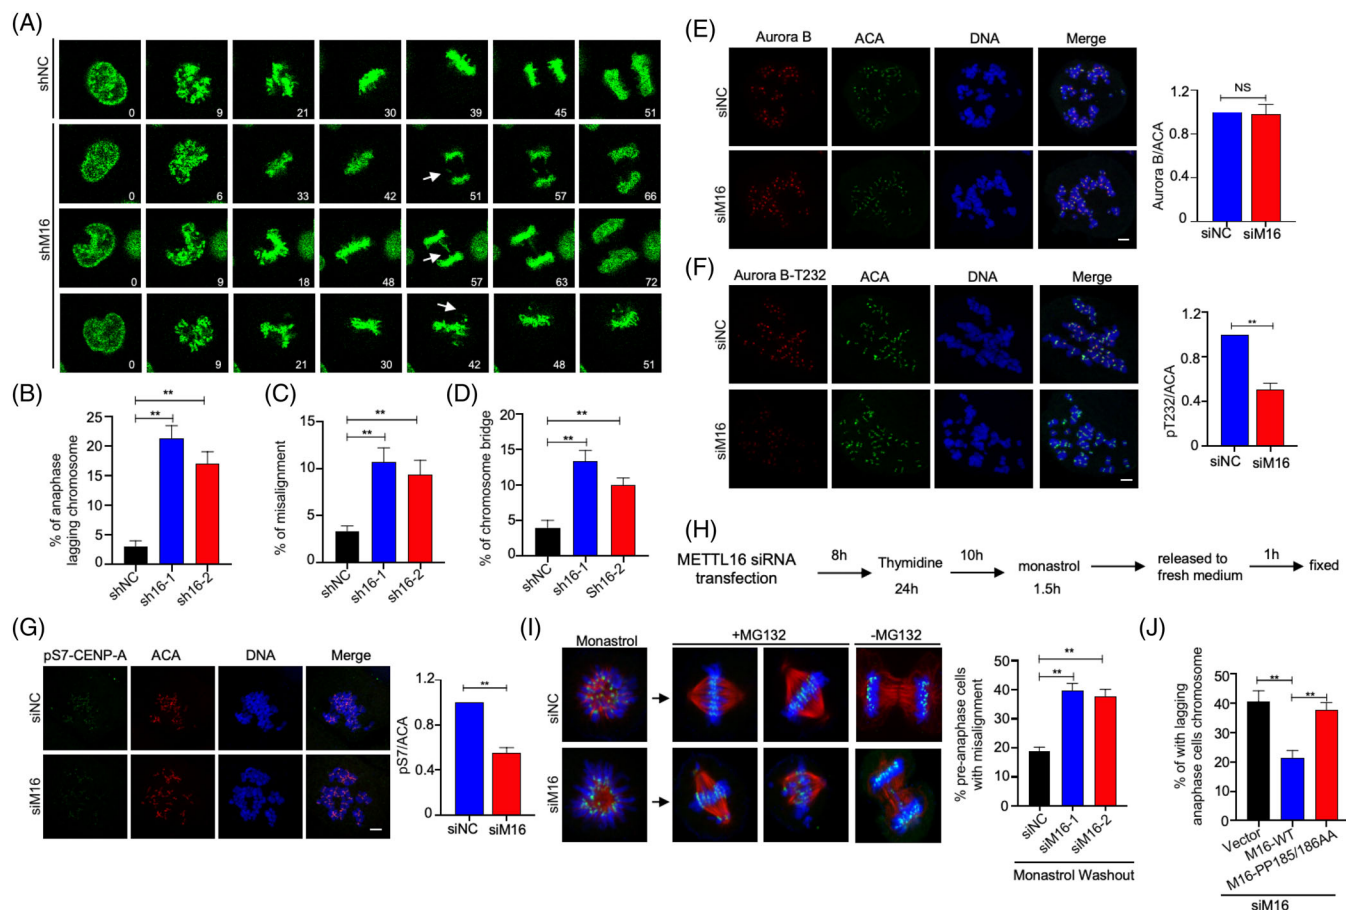 (A)
shNC
0 9 21 30 39 45 51
shM16
0 6 33 42 51 57 66
0 9 18 48 57 63 72
0 9 21 30 42 48 51
(B)
% of anaphase
lagging chromosome
25
20
15
10
5
0
**
**
shNC sh16-1 sh16-2
(C)
% of misalignment
15
10
5
0
**
**
shNC sh16-1 sh16-2
(D)
% of chromosome bridge
20
15
10
5
0
**
**
shNC sh16-1 Sh16-2
(E)
Aurora B ACA DNA Merge
siNC
siM16
Aurora B/ACA
1.2
0.8
0.4
0
NS
siNC siM16
(F)
Aurora B-T232 ACA DNA Merge
siNC
siM16
pT232/ACA
1.2
0.8
0.4
0
**
siNC siM16
(G)
pS7-CENP-A ACA DNA Merge
siNC
siM16
pS7/ACA
1.2
0.8
0.4
0
**
siNC siM16
(H)
METTL16 siRNA
transfection
8h
Thymidine
24h
10h
monastrol
1.5h
released to
fresh medium
1h
fixed
(I)
Monastrol +MG132 -MG132
siNC
siM16
% pre-anaphase cells
with misalignment
50
40
30
20
10
0
**
**
siNC siM16-1 siM16-2
Monastrol Washout
(J)
% of with lagging
anaphase cells chromosome
50
40
30
20
10
0
** **
Vector M16-WT M16-PP185/186AA
siM16